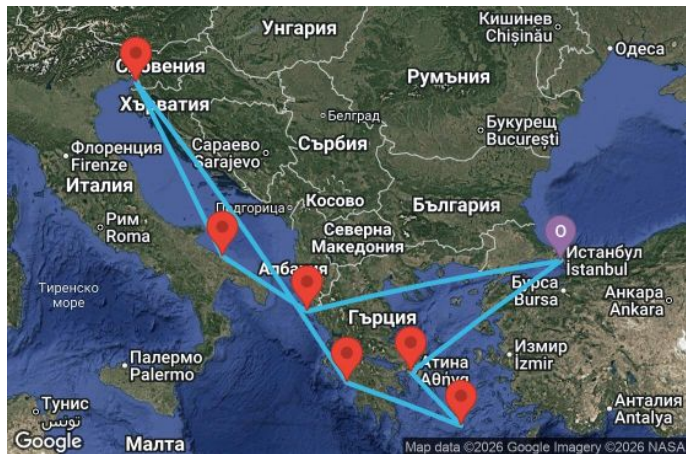 Кишинев
Chișinău
Унгария
Одеса
Словения
Румъния
Хърватия
Белград
Букурещ
București
Флоренция
Firenze
Сараево
Sarajevo
Сърбия
Италия
Косово
България
Подгорица
Рим
Roma
Северна
Македония
O
Истанбул
İstanbul
Албания
Тиренско
море
Бурса
Bursa
Анкара
Ankara
Гърция
Палермо
Palermo
Атина
Αθήνα
Измир
İzmir
Тунис
تونس
Анталия
Antalya
Малта
Google
Map data ©2026 Google Imagery ©2026 NASA